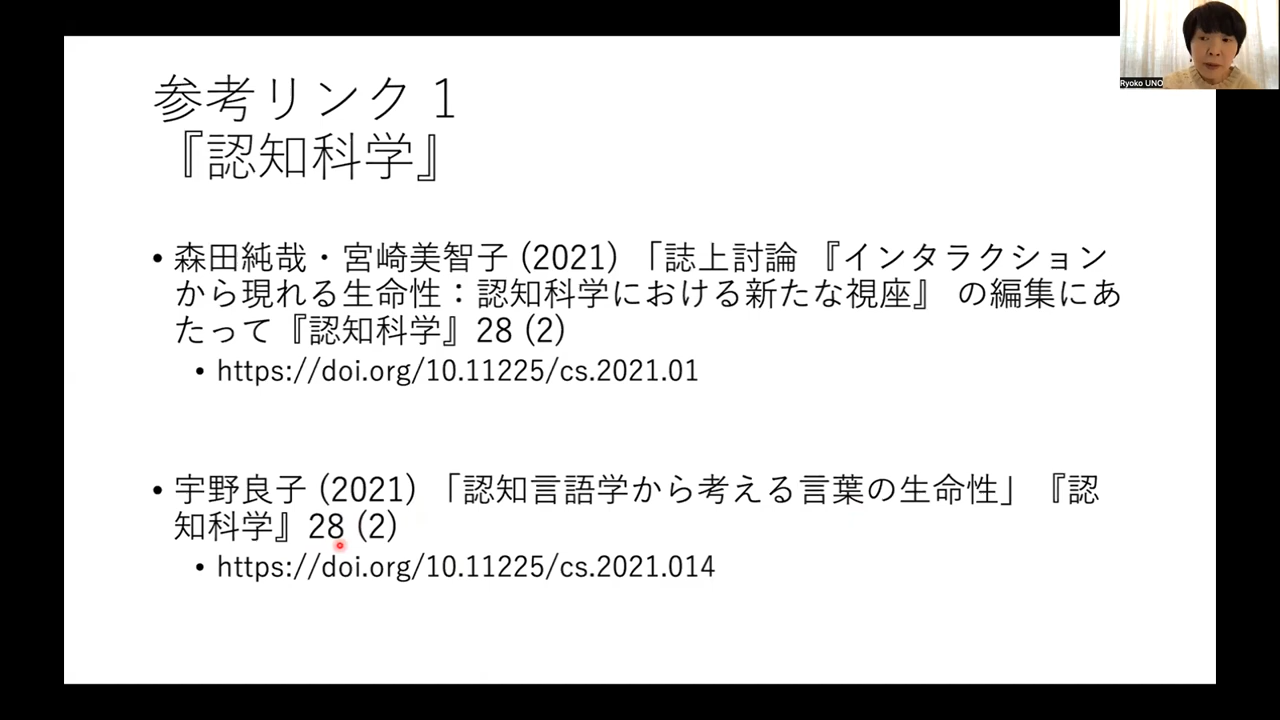 参考リンク 1
『認知科学』
• 森田純哉・宮崎美智子 (2021) 「誌上討論 『インタラクション
から現れる生命性：認知科学における新たな視座』 の編集にあ
たって『認知科学』28 (2)
• https://doi.org/10.11225/cs.2021.01
• 宇野良子 (2021) 「認知言語学から考える言葉の生命性」『認
知科学』28 (2)
• https://doi.org/10.11225/cs.2021.014
Ryoko UNO